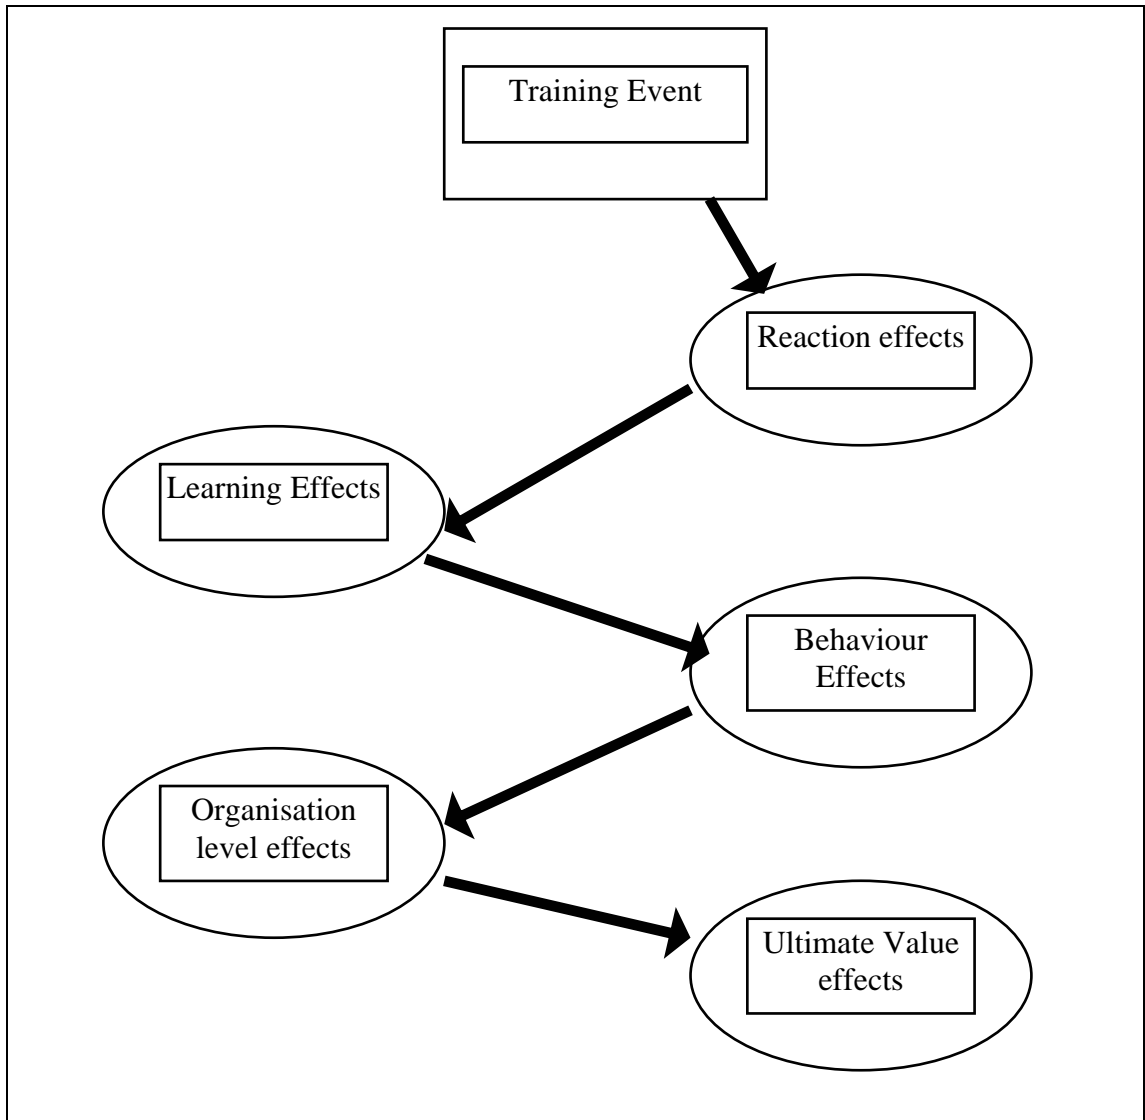 Training Event
Reaction effects
Learning Effects
Behaviour
Effects
Organisation
level effects
Ultimate Value
effects